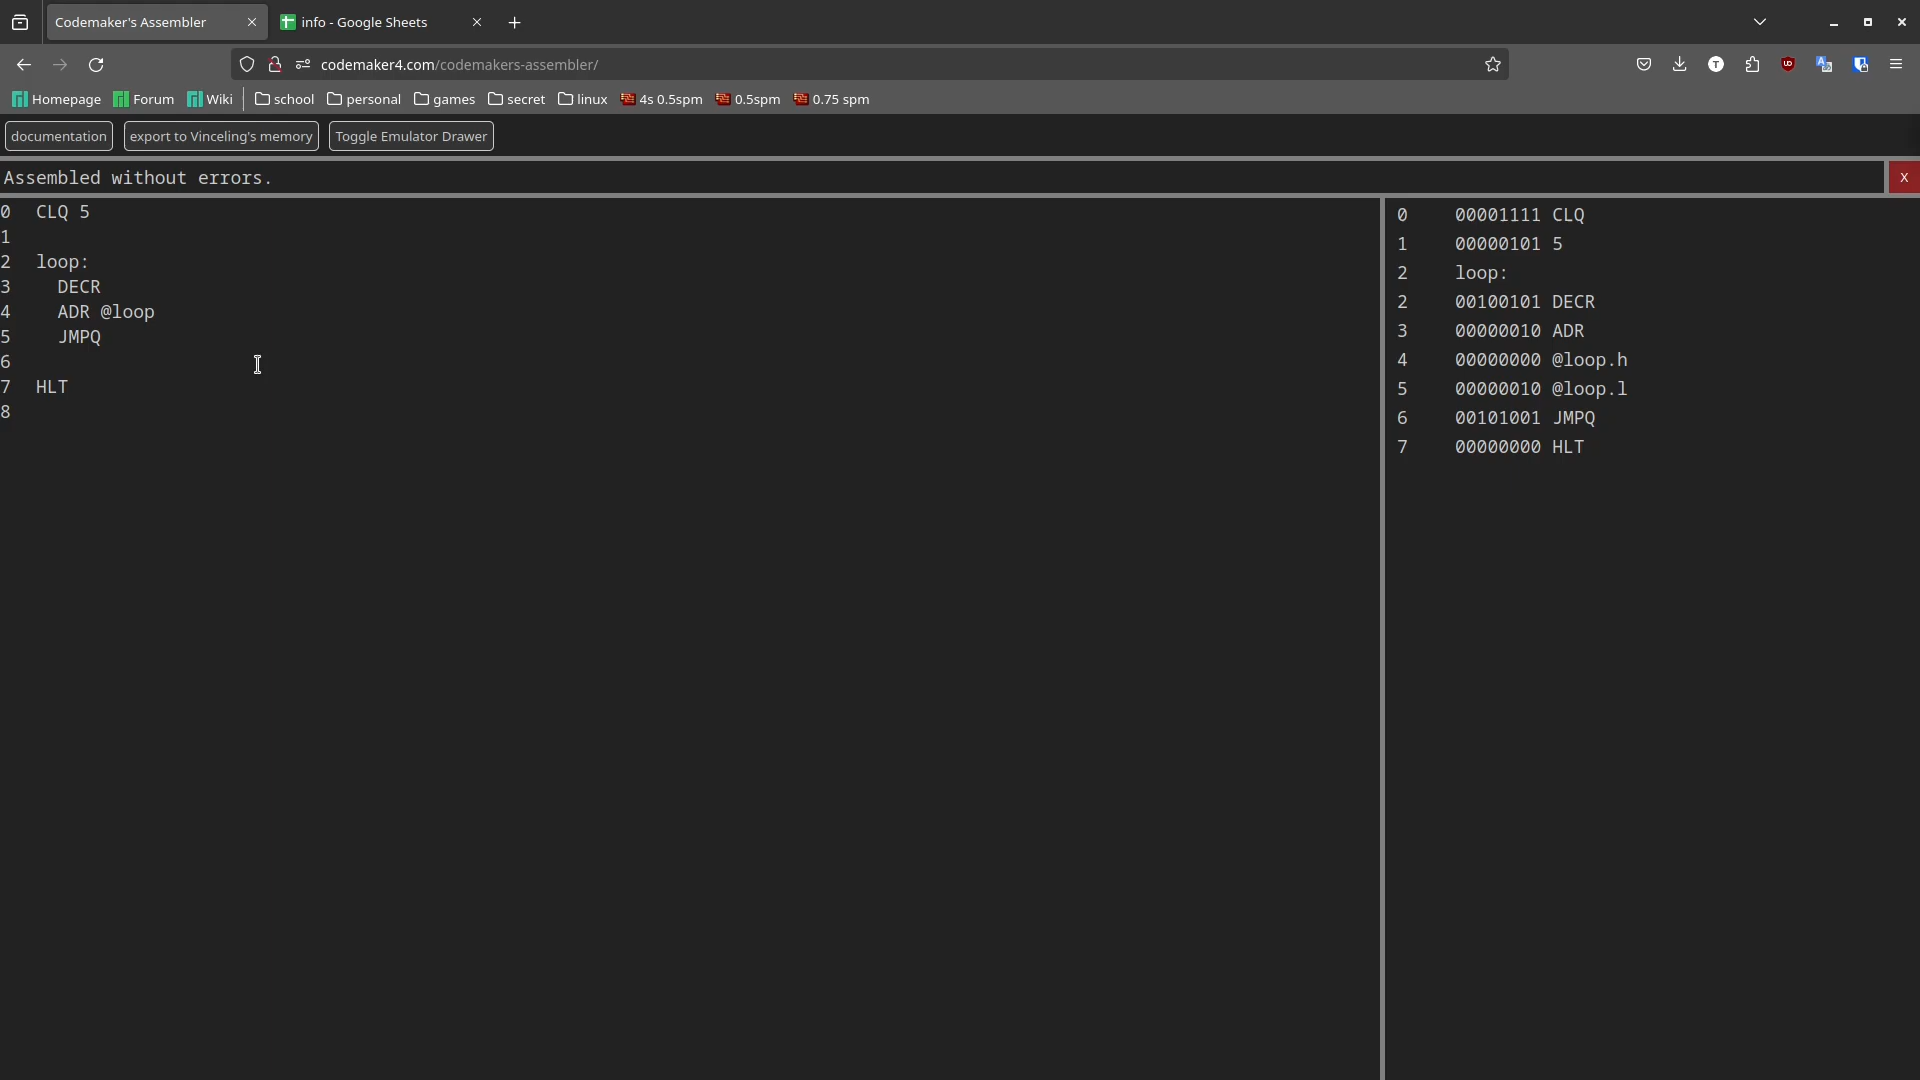 Codemaker's Assembler
info - Google Sheets
codemaker4.com/codemakers-assembler/
Homepage Forum Wiki school personal games secret linux 4s 0.5spm 0.5spm 0.75 spm
documentation export to Vinceling's memory Toggle Emulator Drawer
Assembled without errors. X
0 CLQ 5
1
2 loop:
3 DECR
4 ADR @loop
5 JMPQ
6
7 HLT
8
0 00001111 CLQ
1 00000101 5
2 loop:
2 00100101 DECR
3 00000010 ADR
4 00000000 @loop.h
5 00000010 @loop.l
6 00101001 JMPQ
7 00000000 HLT